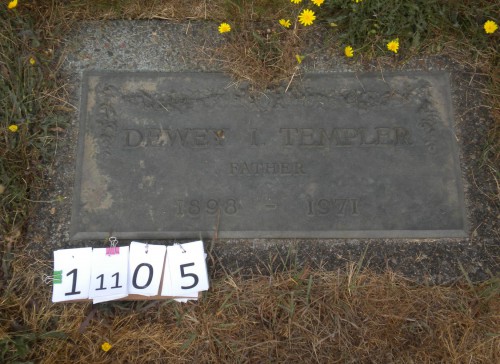 DEWEY I. TEMPLER
FATHER
1898 - 1971
1 11 0 5